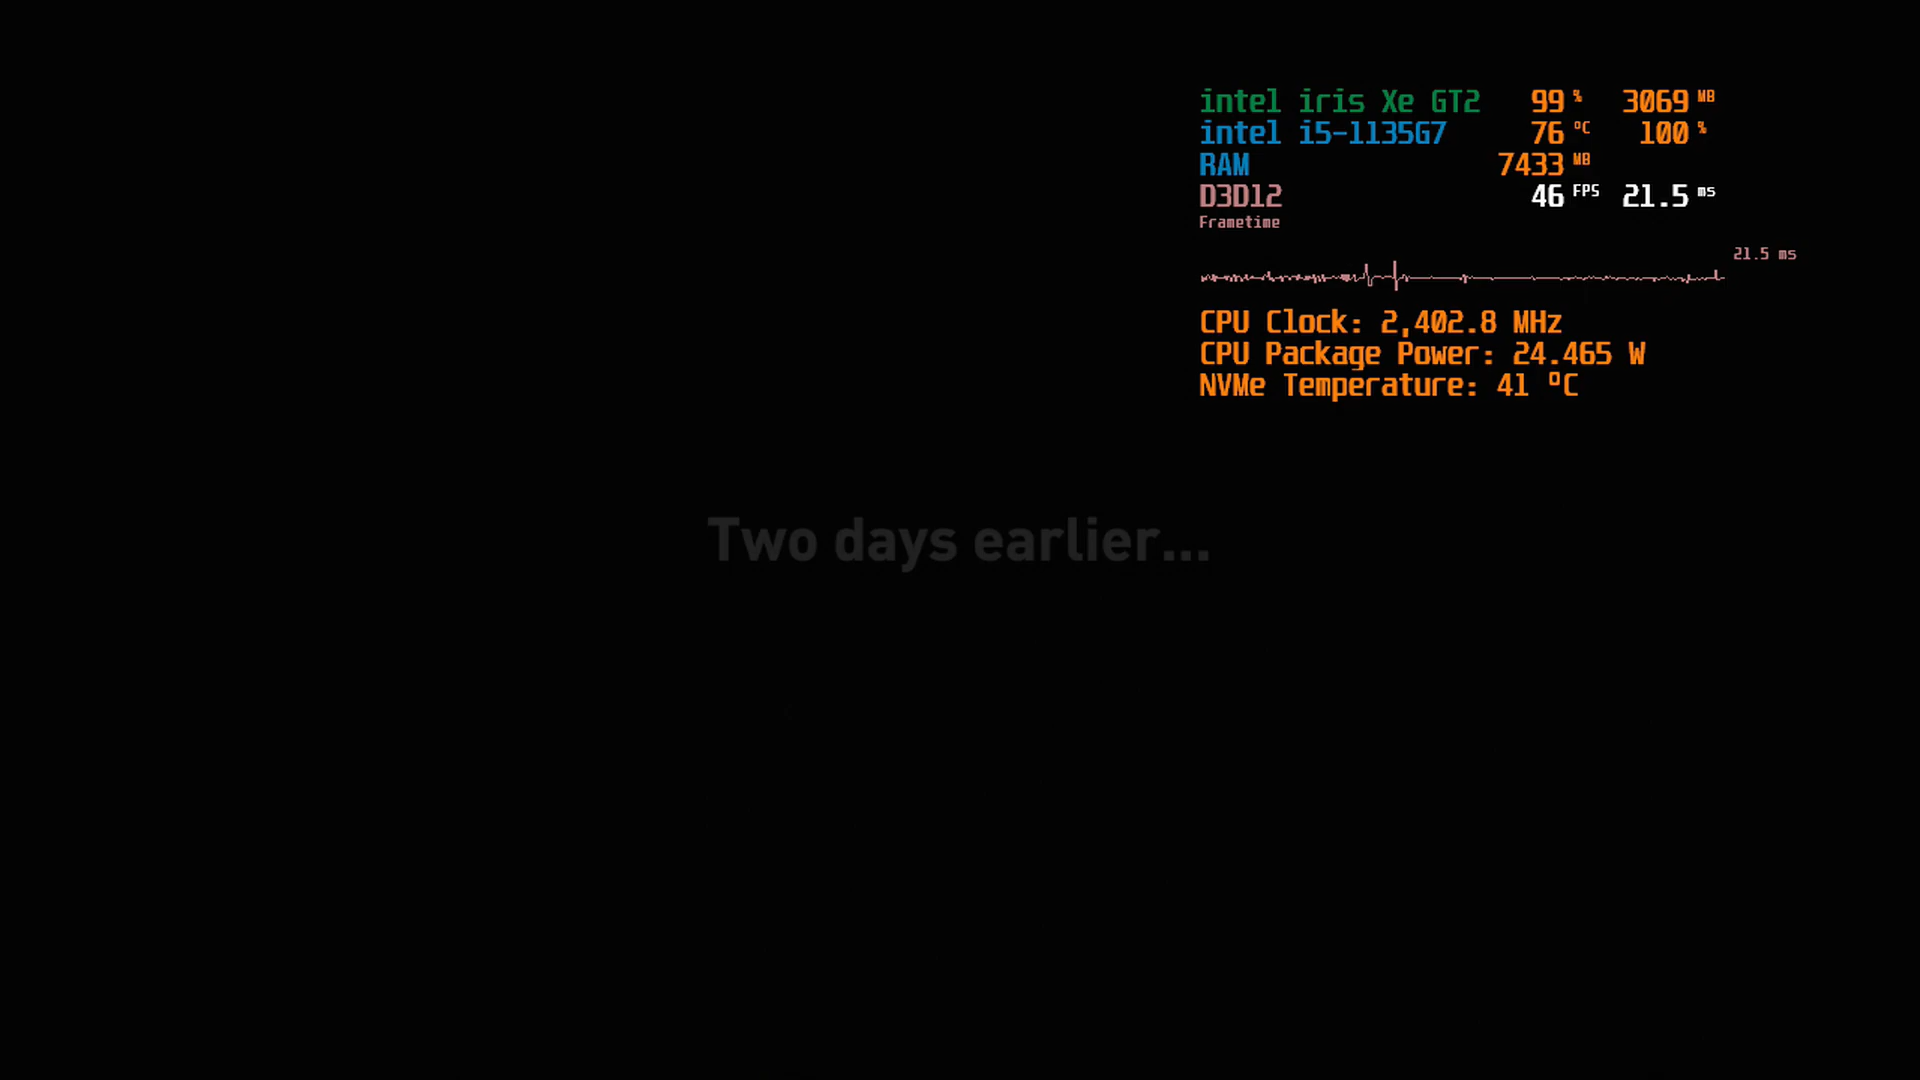 intel iris Xe GT2 99 % 3069 MB
intel i5-1135G7 76 °C 100 %
RAM 7433 MB
D3D12 46 FPS 21.5 ms
Frametime
21.5 ms
CPU Clock: 2,402.8 MHz
CPU Package Power: 24.465 W
NVMe Temperature: 41 °C
Two days earlier...